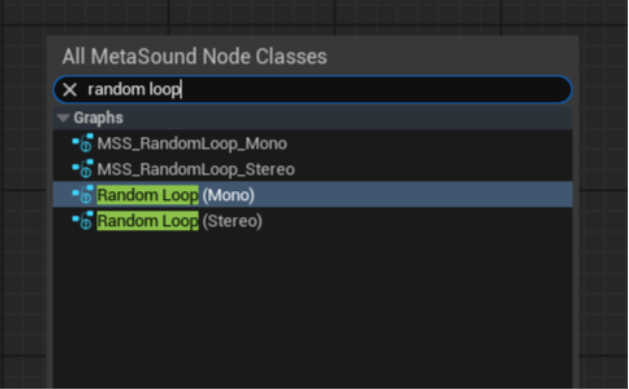 All MetaSound Node Classes
random loop
Graphs
MSS_RandomLoop_Mono
MSS_RandomLoop_Stereo
Random Loop (Mono)
Random Loop (Stereo)